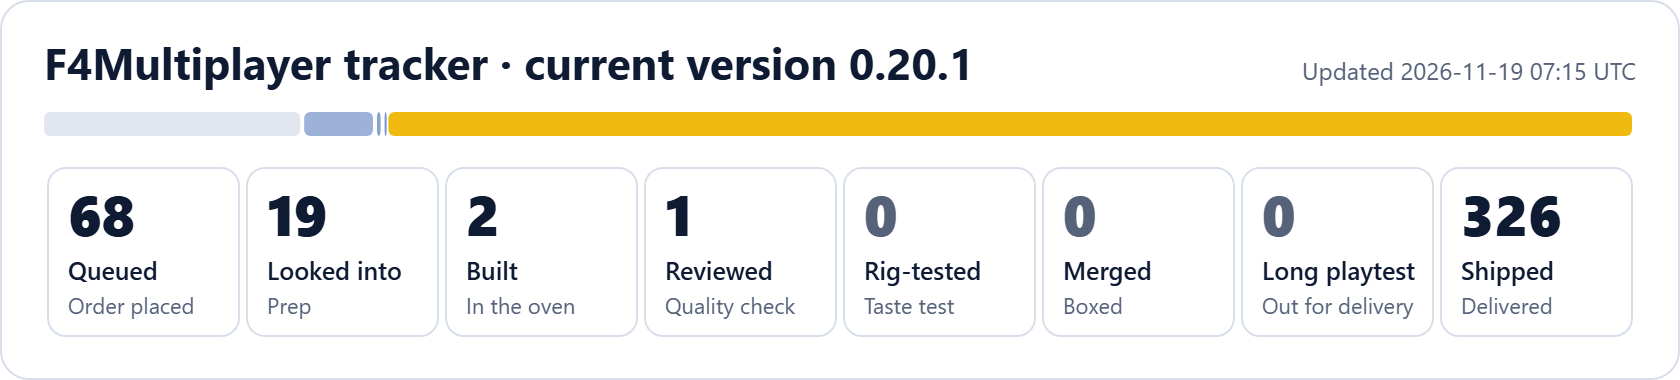 F4Multiplayer tracker · current version 0.20.1
Updated 2026-11-19 07:15 UTC
68
Queued
Order placed
19
Looked into
Prep
2
Built
In the oven
1
Reviewed
Quality check
0
Rig-tested
Taste test
0
Merged
Boxed
0
Long playtest
Out for delivery
326
Shipped
Delivered